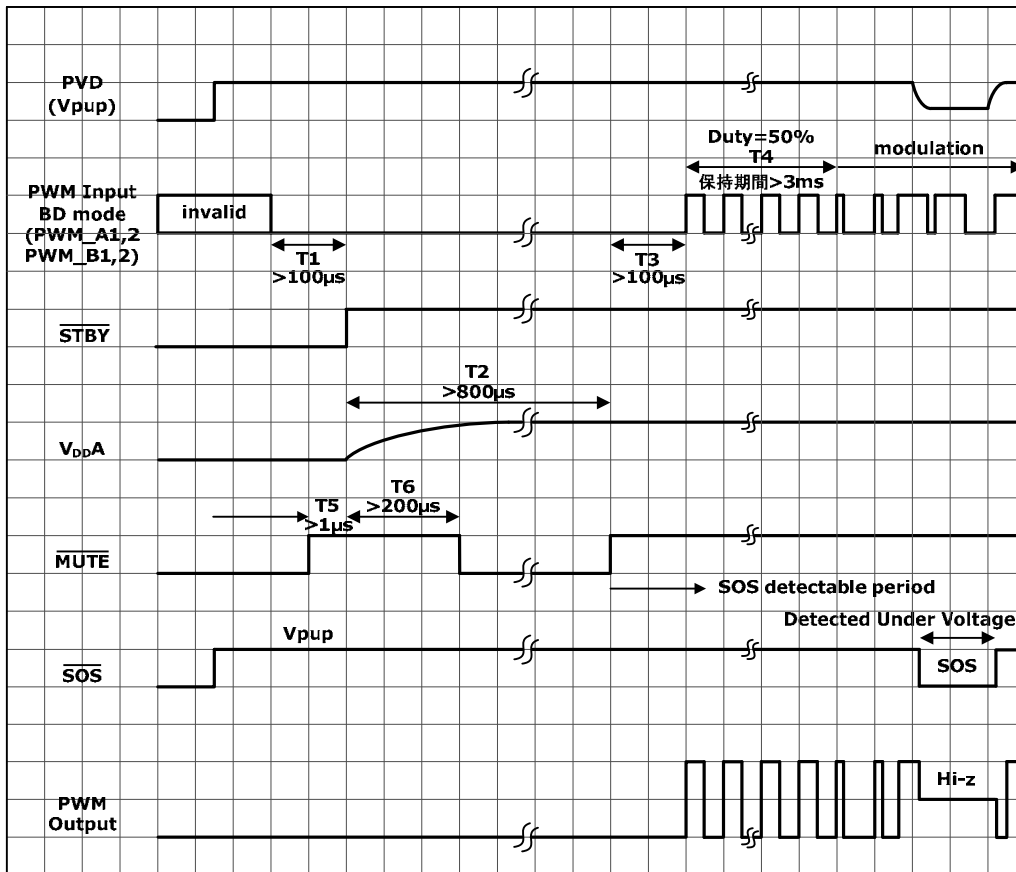 PVD
(Vpup)
Duty=50%
T4
保持期間>3ms
modulation
PWM Input
BD mode
(PWM_A1,2
PWM_B1,2)
invalid
T1
>100μs
T3
>100μs
STBY
T2
>800μs
VDDA
T5
>1μs
T6
>200μs
MUTE
SOS detectable period
Detected Under Voltage
Vpup
SOS
SOS
Hi-z
PWM
Output